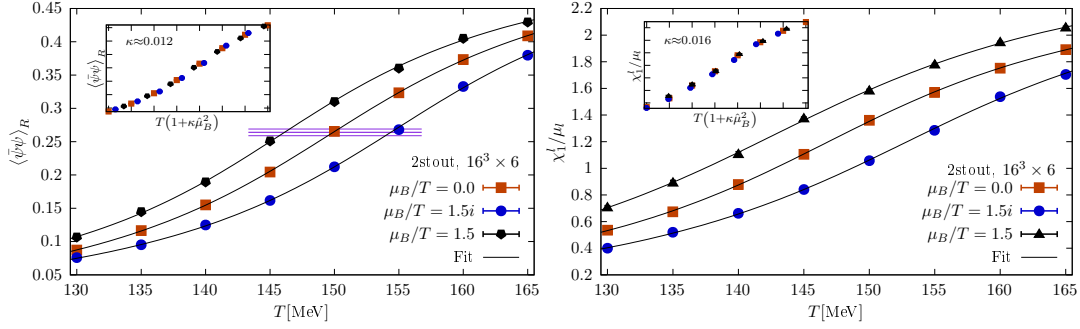 0.45
0.4
0.35
0.3
0.25
0.2
0.15
0.1
0.05
130 135 140 145 150 155 160 165
T[MeV]
⟨ψ̄ψ⟩_R
κ≈0.012
⟨ψ̄ψ⟩_R
T(1+κμ̂_B^2)
2stout, 16^3 × 6
μ_B/T = 0.0
μ_B/T = 1.5i
μ_B/T = 1.5
Fit
2.2
2
1.8
1.6
1.4
1.2
1
0.8
0.6
0.4
0.2
130 135 140 145 150 155 160 165
T[MeV]
χ_1^l/μ_l
κ≈0.016
χ_1^l/μ_l
T(1+κμ̂_B^2)
2stout, 16^3 × 6
μ_B/T = 0.0
μ_B/T = 1.5i
μ_B/T = 1.5
Fit